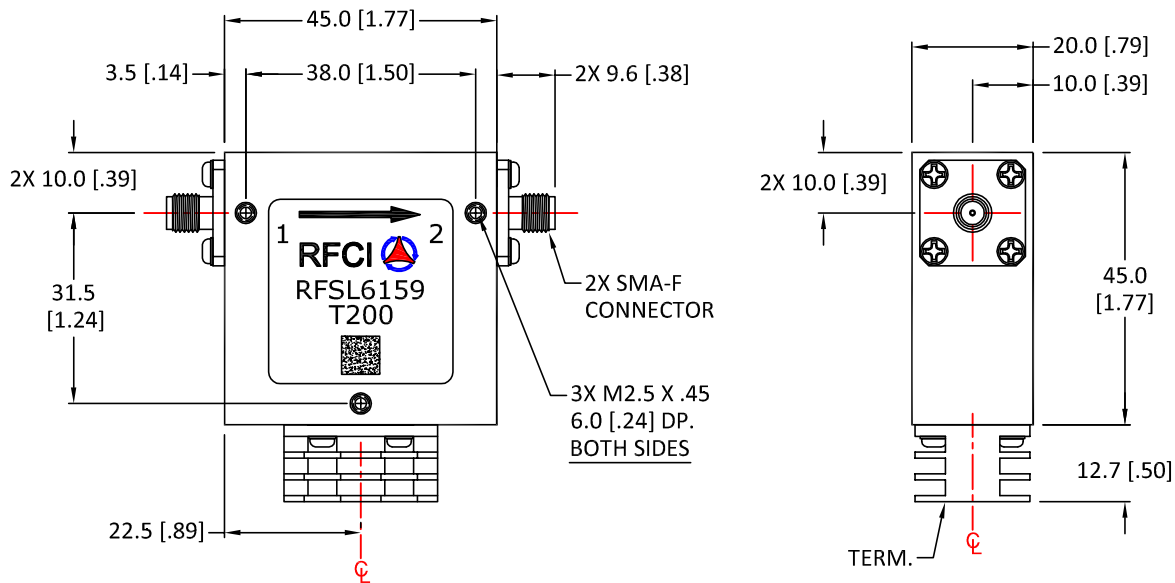 45.0 [1.77]
3.5 [.14]
38.0 [1.50]
2X 9.6 [.38]
2X 10.0 [.39]
31.5
[1.24]
1
2
RFCI
RFSL6159
T200
2X SMA-F
CONNECTOR
3X M2.5 X .45
6.0 [.24] DP.
BOTH SIDES
22.5 [.89]
℄
20.0 [.79]
10.0 [.39]
2X 10.0 [.39]
45.0
[1.77]
12.7 [.50]
TERM.
℄